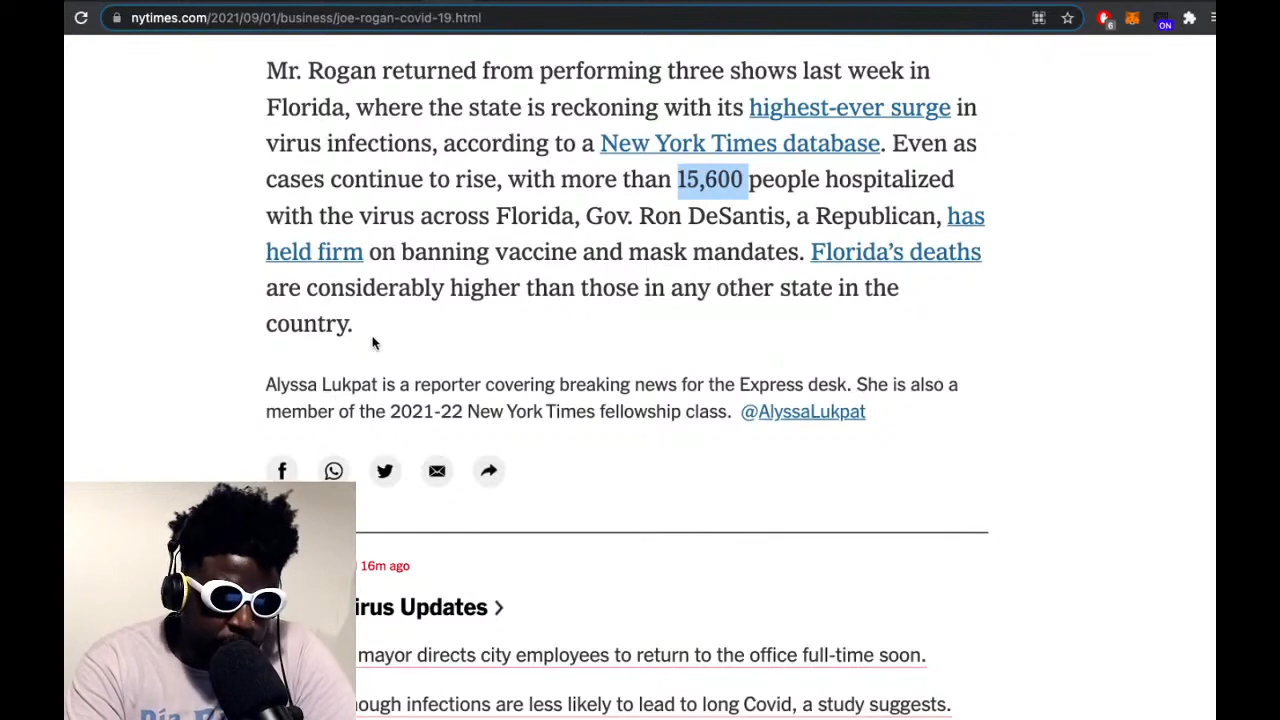 nytimes.com/2021/09/01/business/joe-rogan-covid-19.html
6
ON
Mr. Rogan returned from performing three shows last week in
Florida, where the state is reckoning with its highest-ever surge in
virus infections, according to a New York Times database. Even as
cases continue to rise, with more than 15,600 people hospitalized
with the virus across Florida, Gov. Ron DeSantis, a Republican, has
held firm on banning vaccine and mask mandates. Florida’s deaths
are considerably higher than those in any other state in the
country.
Alyssa Lukpat is a reporter covering breaking news for the Express desk. She is also a
member of the 2021-22 New York Times fellowship class. @AlyssaLukpat
16m ago
irus Updates >
mayor directs city employees to return to the office full-time soon.
ough infections are less likely to lead to long Covid, a study suggests.